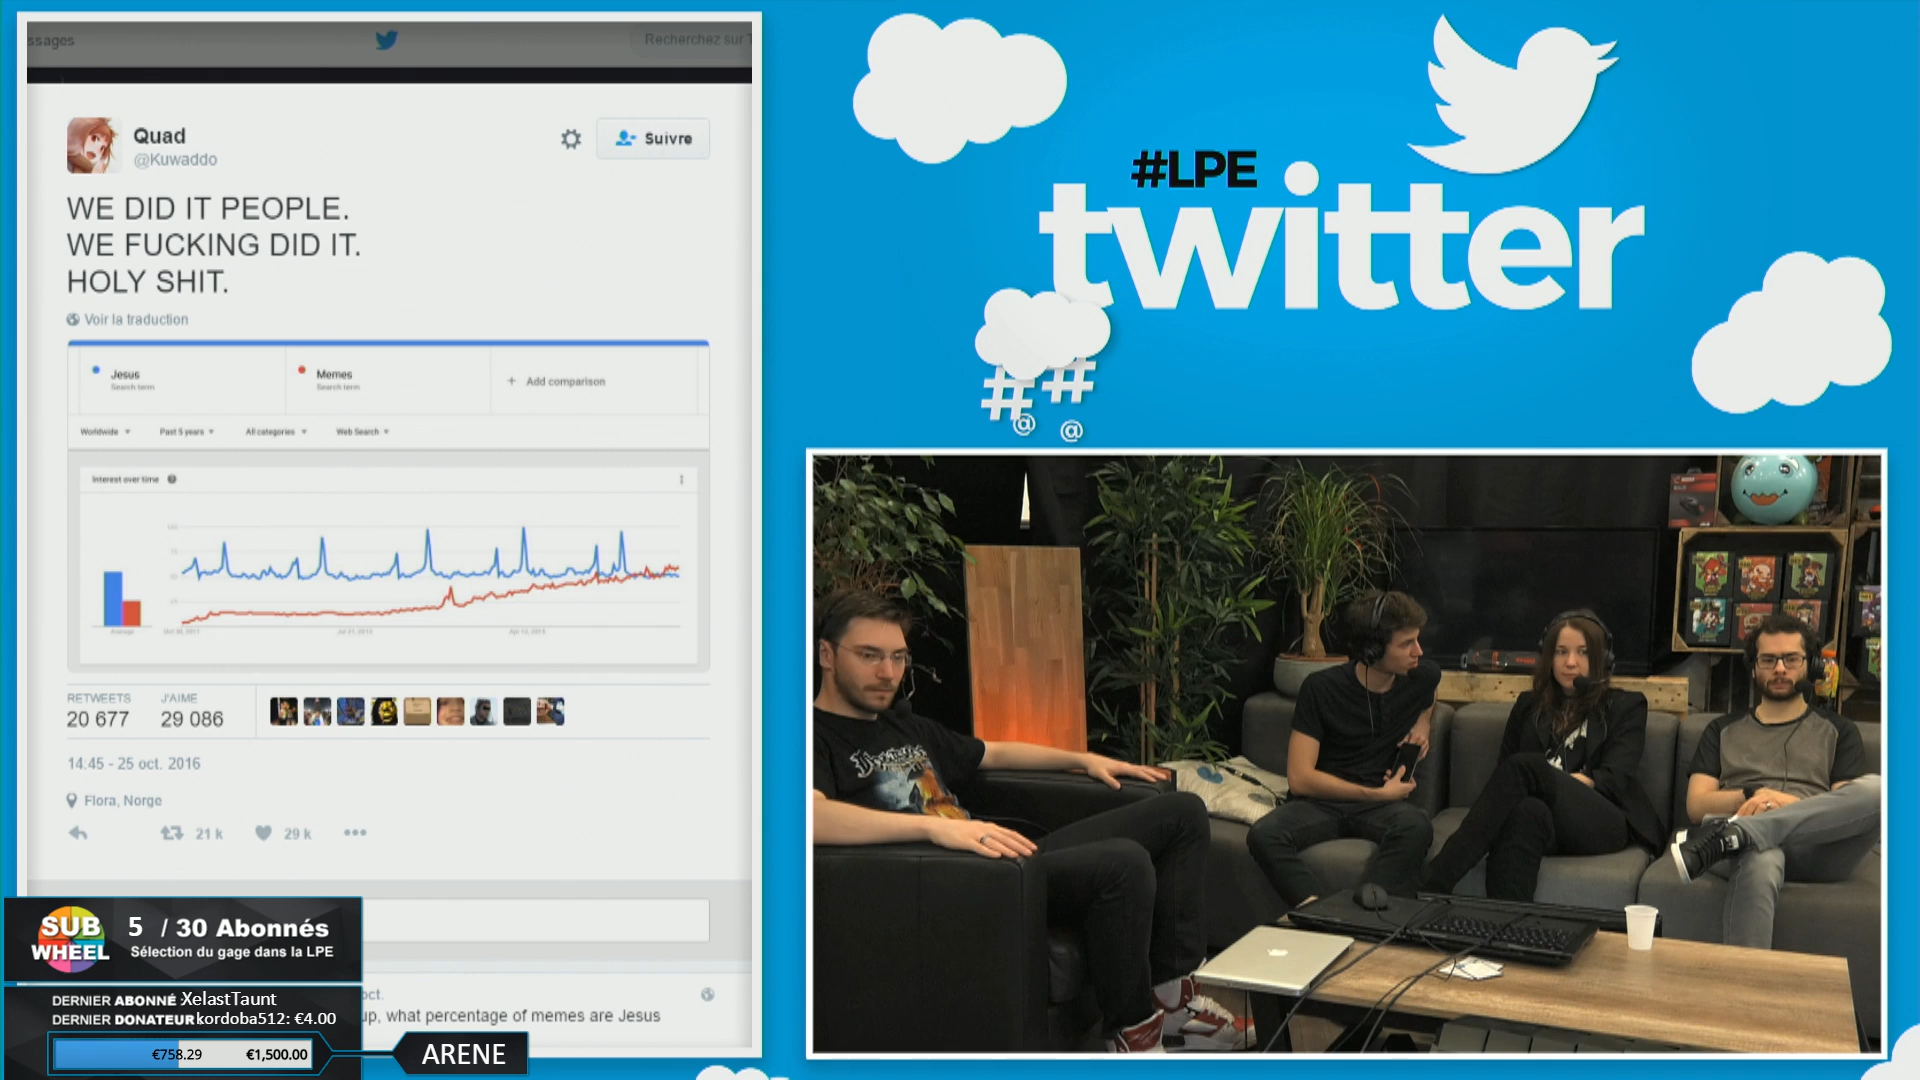 ssages
Recherchez sur T
Quad
@Kuwaddo
Suivre
WE DID IT PEOPLE.
WE FUCKING DID IT.
HOLY SHIT.
Voir la traduction
Jesus
Search term
Memes
Search term
+ Add comparison
Worldwide
Past 5 years
All categories
Web Search
Interest over time
Average
RETWEETS
20 677
J'AIME
29 086
14:45 - 25 oct. 2016
Flora, Norge
21 k
29 k
oct.
up, what percentage of memes are Jesus
SUB
WHEEL
5 / 30 Abonnés
Sélection du gage dans la LPE
DERNIER ABONNÉ XelastTaunt
DERNIER DONATEUR kordoba512: €4.00
€758.29
€1,500.00
ARENE
#LPE
twitter
# #
@ @